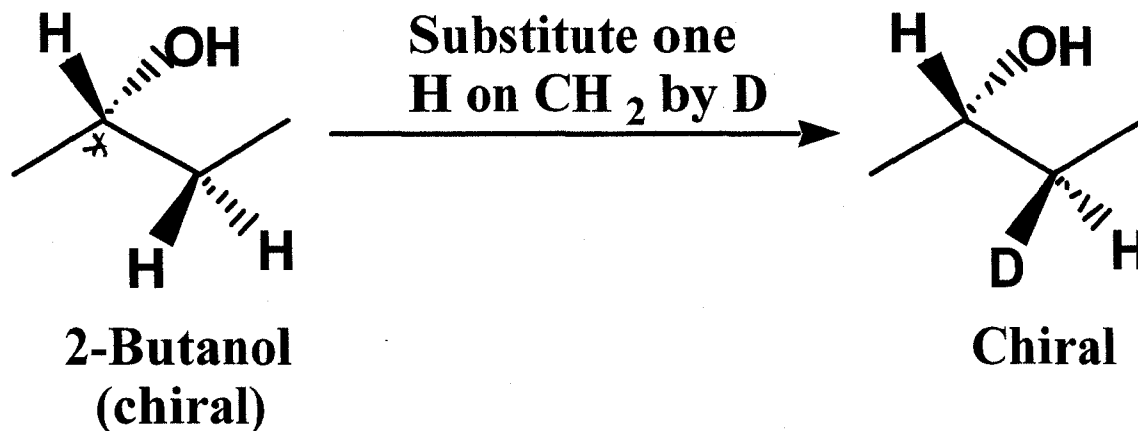 H
OH
Substitute one
H on CH 2 by D
H
OH
H
H
D
H
2-Butanol
(chiral)
Chiral